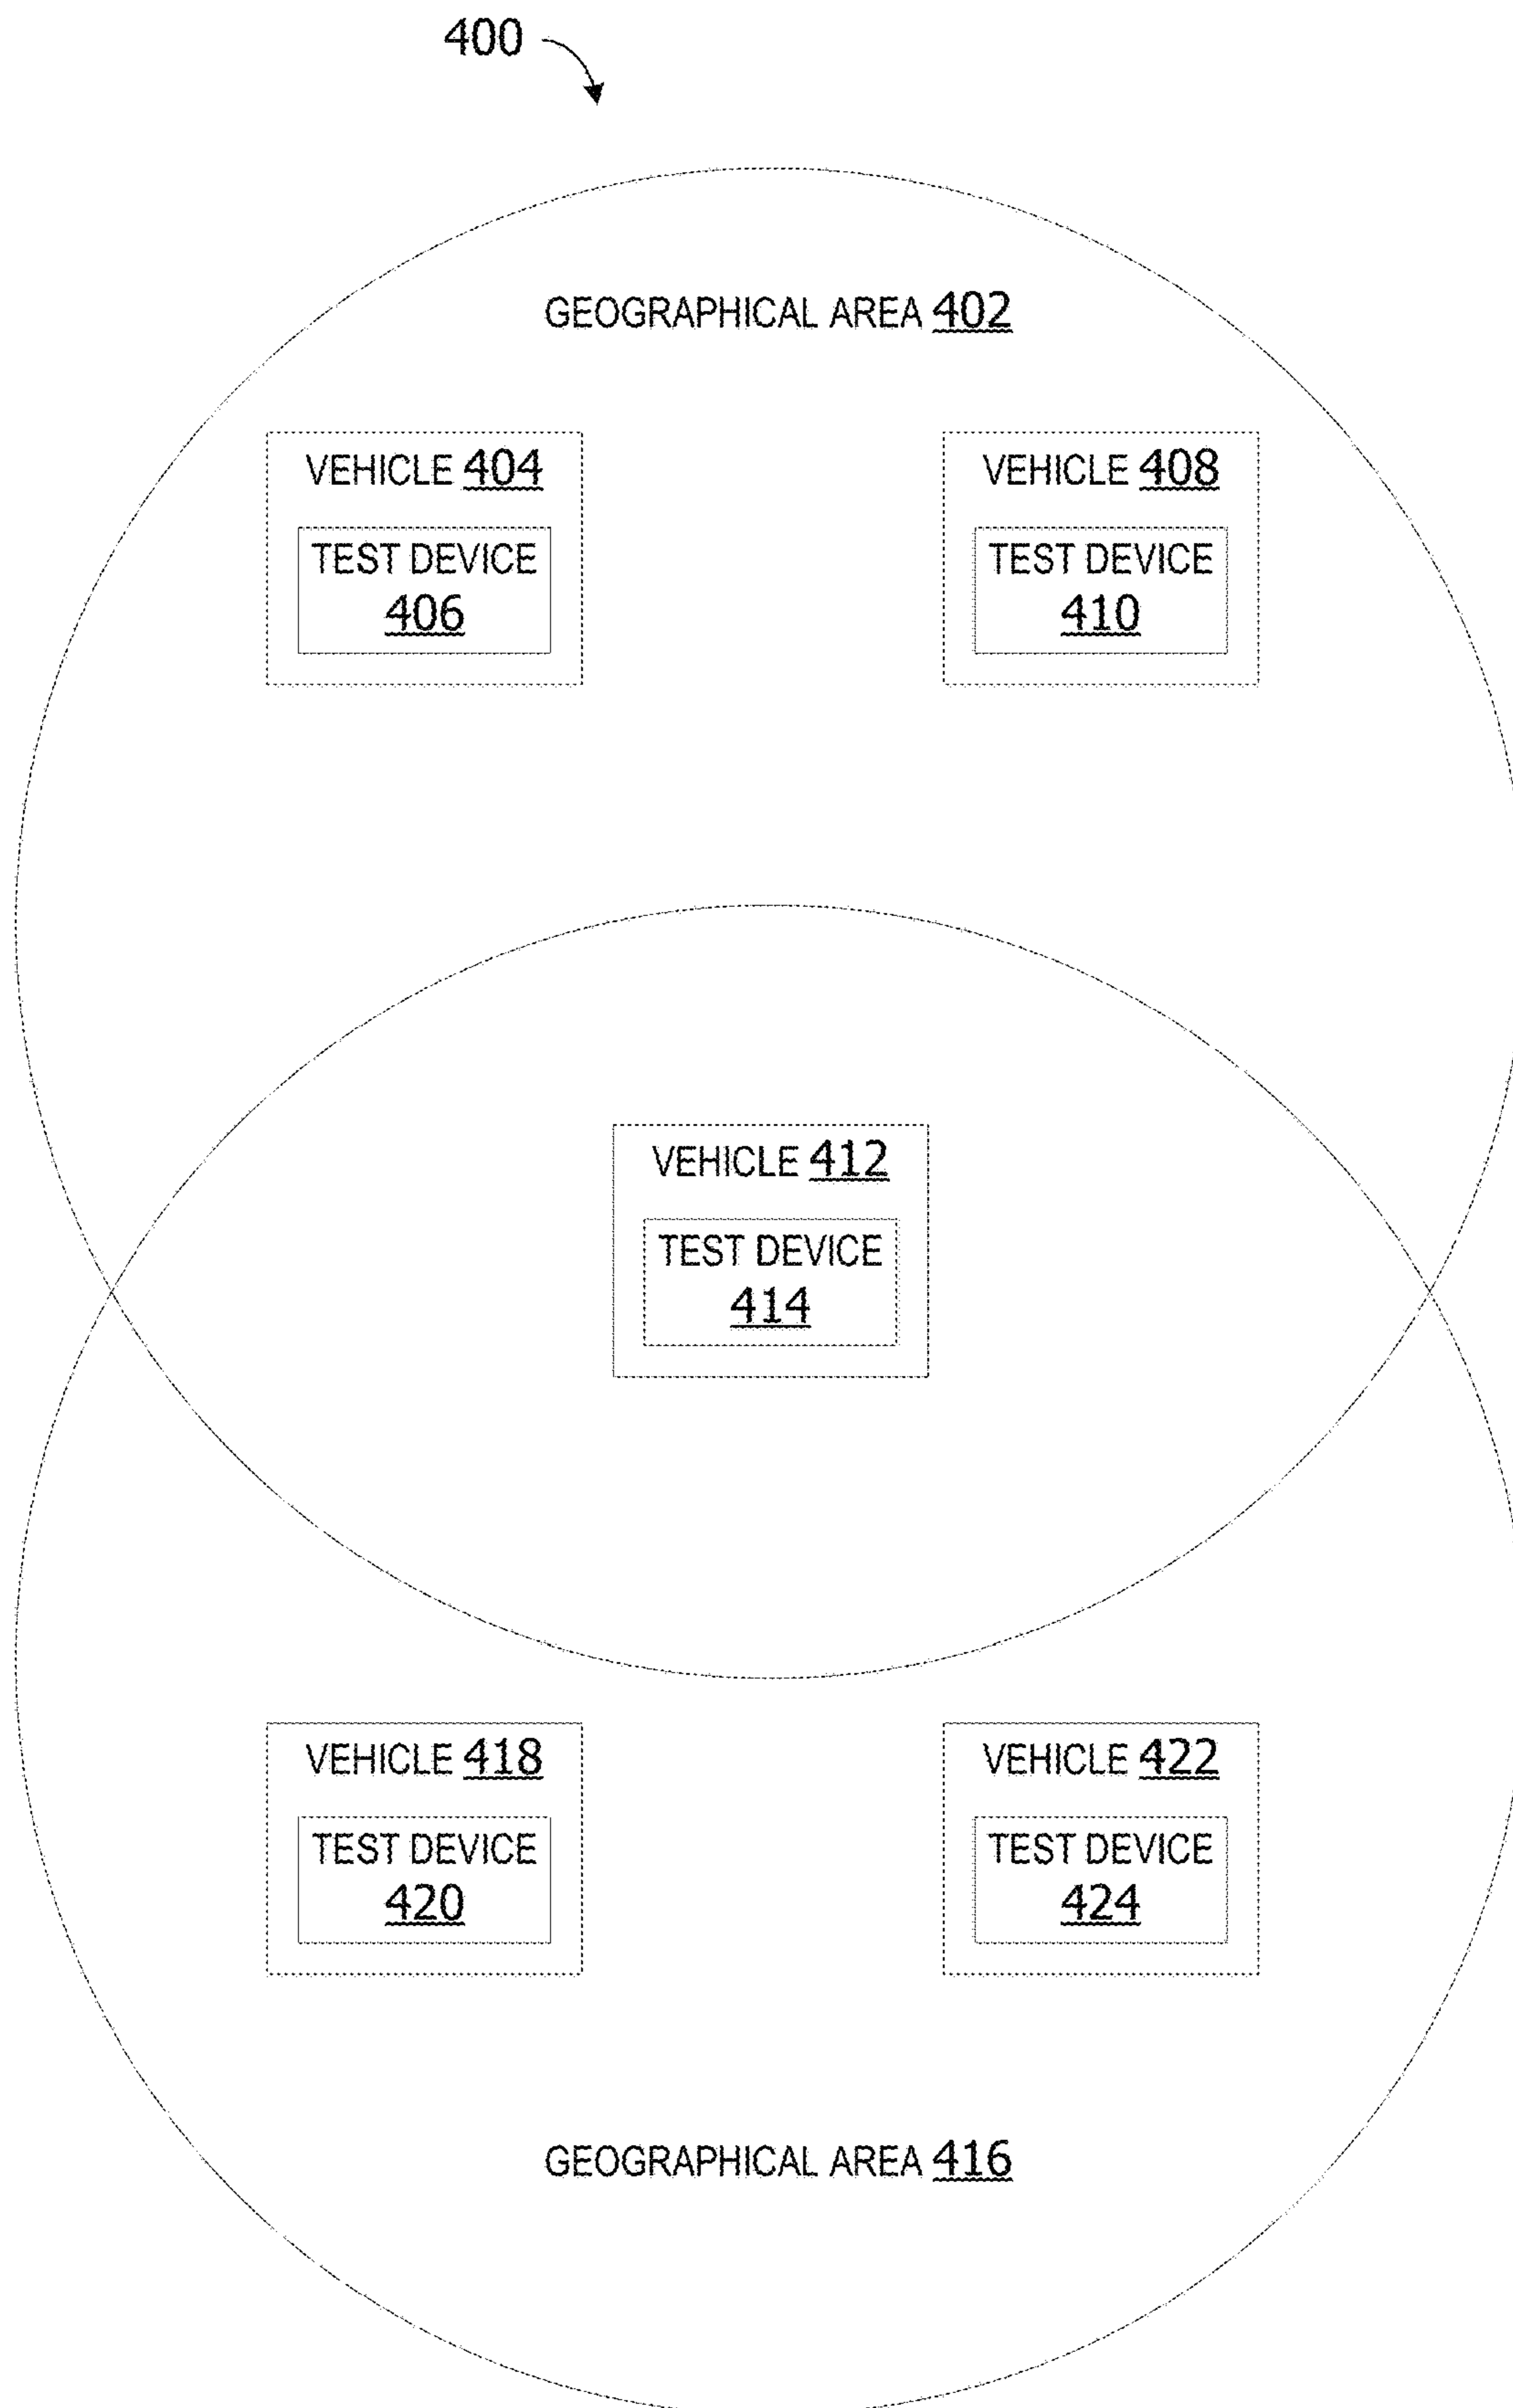 400
GEOGRAPHICAL AREA 402
VEHICLE 404
TEST DEVICE
406
VEHICLE 408
TEST DEVICE
410
VEHICLE 412
TEST DEVICE
414
VEHICLE 418
TEST DEVICE
420
VEHICLE 422
TEST DEVICE
424
GEOGRAPHICAL AREA 416